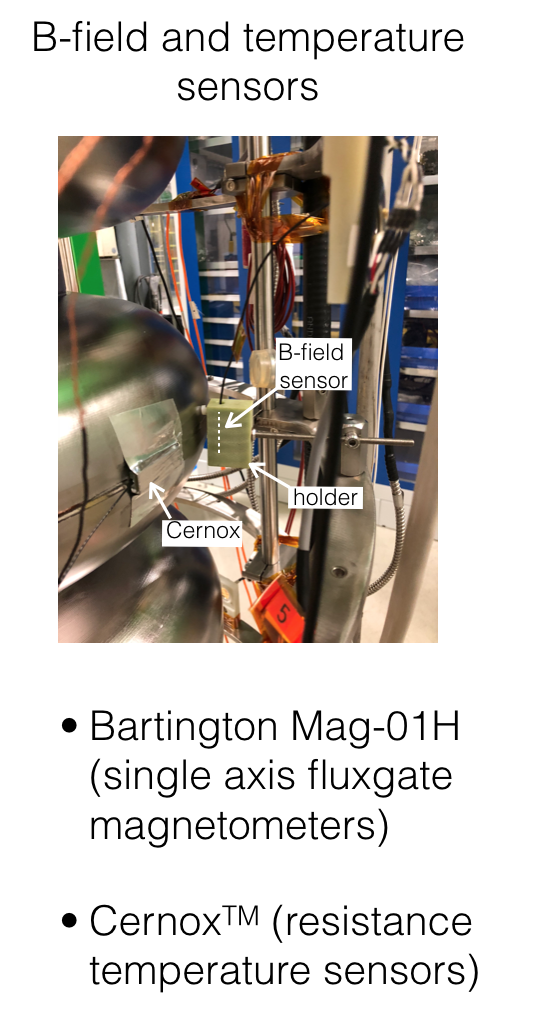 B-field and temperature
sensors
B-field
sensor
holder
Cernox
5
• Bartington Mag-01H
(single axis fluxgate
magnetometers)
• Cernox™ (resistance
temperature sensors)